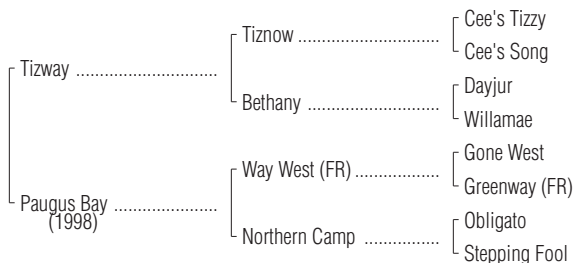 Tizway ..............................
Paugus Bay ......................
(1998)
Tiznow ..............................
Bethany ............................
Way West (FR) ..................
Northern Camp ................
Cee's Tizzy
Cee's Song
Dayjur
Willamae
Gone West
Greenway (FR)
Obligato
Stepping Fool